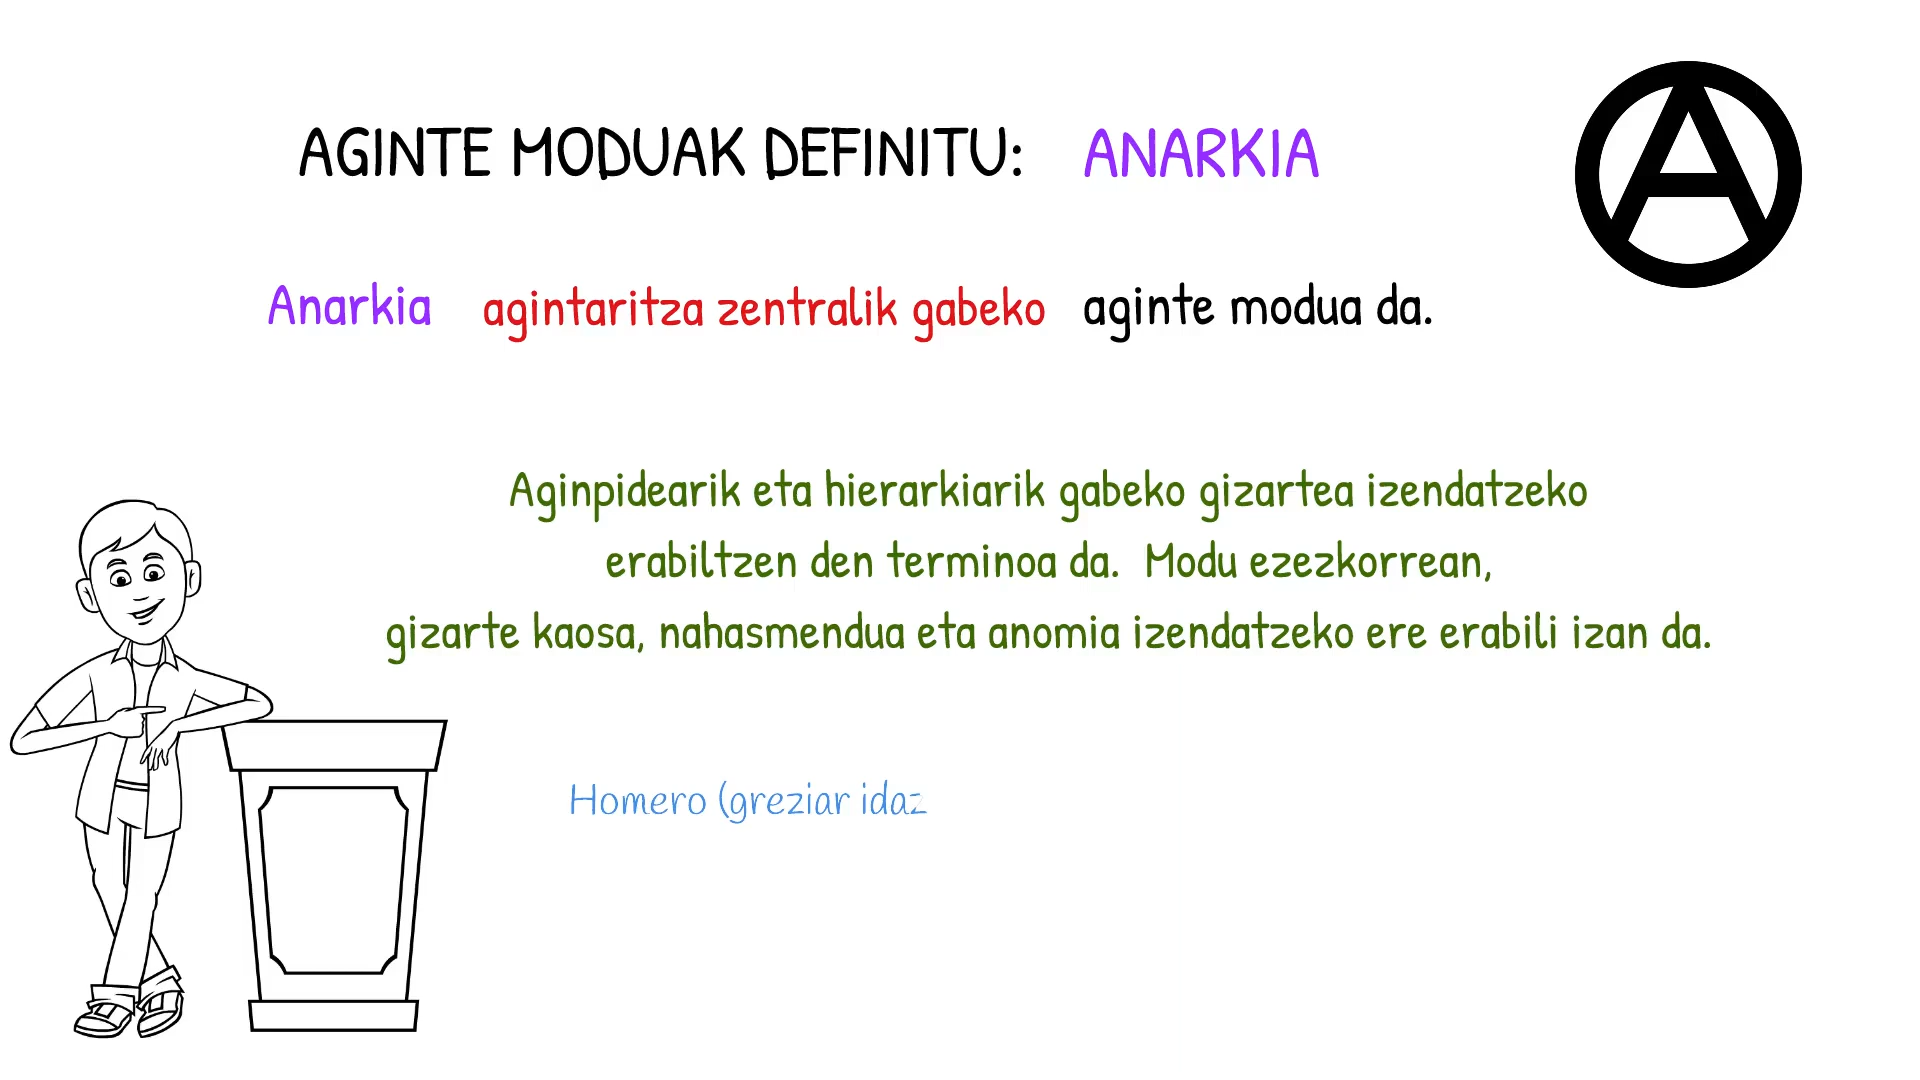 AGINTE MODUAK DEFINITU: ANARKIA
Anarkia agintaritza zentralik gabeko aginte modua da.
Aginpidearik eta hierarkiarik gabeko gizartea izendatzeko
erabiltzen den terminoa da. Modu ezezkorrean,
gizarte kaosa, nahasmendua eta anomia izendatzeko ere erabili izan da.
Homero (greziar idaz